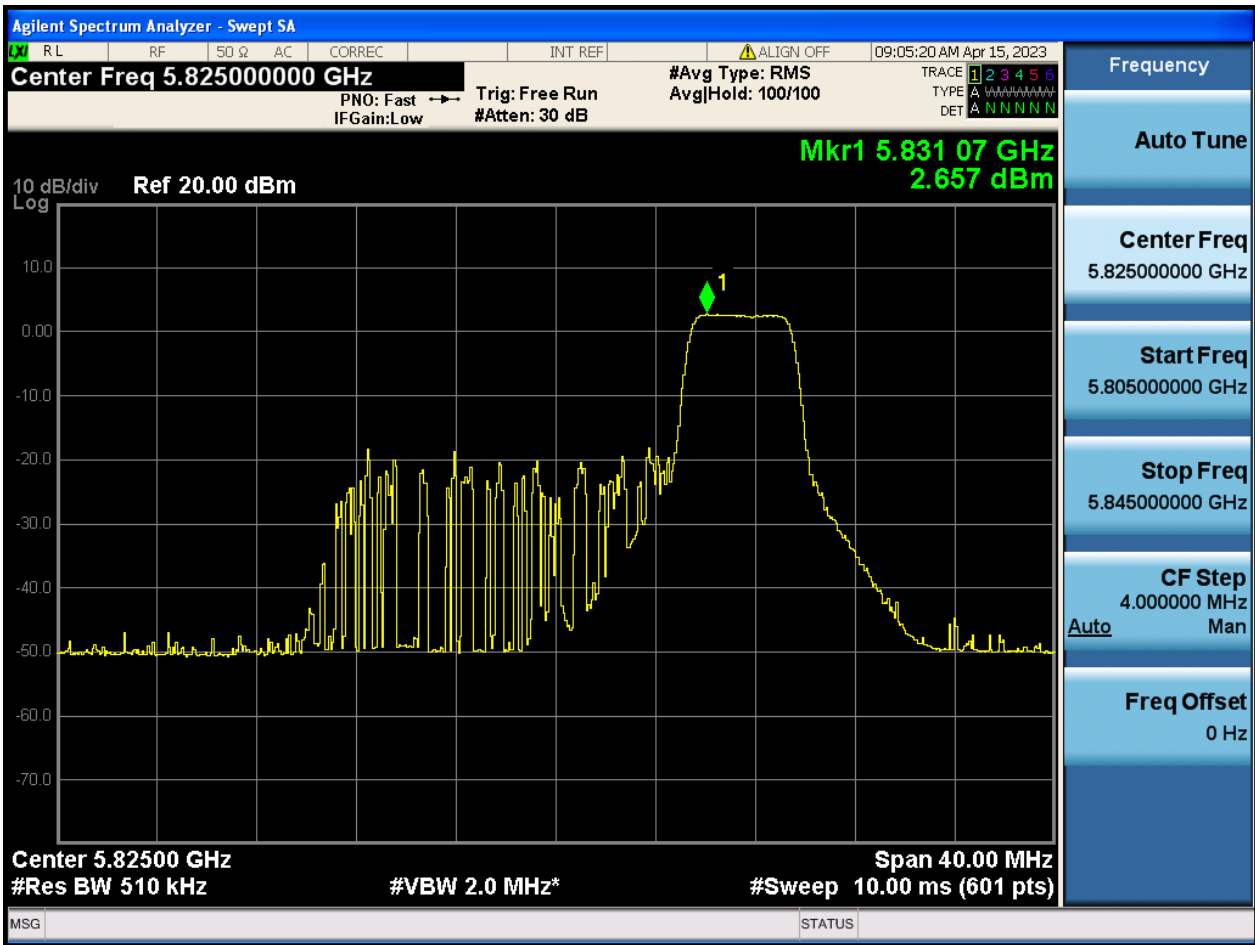 Agilent Spectrum Analyzer - Swept SA
LXI RL RF 50 Ω AC CORREC INT REF ALIGN OFF 09:05:20 AM Apr 15, 2023
Center Freq 5.825000000 GHz
PNO: Fast
IFGain:Low
Trig: Free Run
#Atten: 30 dB
#Avg Type: RMS
Avg|Hold: 100/100
TRACE 1 2 3 4 5 6
TYPE A WWWWW
DET A N N N N N
Mkr1 5.831 07 GHz
2.657 dBm
10 dB/div Ref 20.00 dBm
Log
1
10.0
0.00
-10.0
-20.0
-30.0
-40.0
-50.0
-60.0
-70.0
Center 5.82500 GHz Span 40.00 MHz
#Res BW 510 kHz #VBW 2.0 MHz* #Sweep 10.00 ms (601 pts)
MSG STATUS
Frequency
Auto Tune
Center Freq
5.825000000 GHz
Start Freq
5.805000000 GHz
Stop Freq
5.845000000 GHz
CF Step
4.000000 MHz
Auto Man
Freq Offset
0 Hz